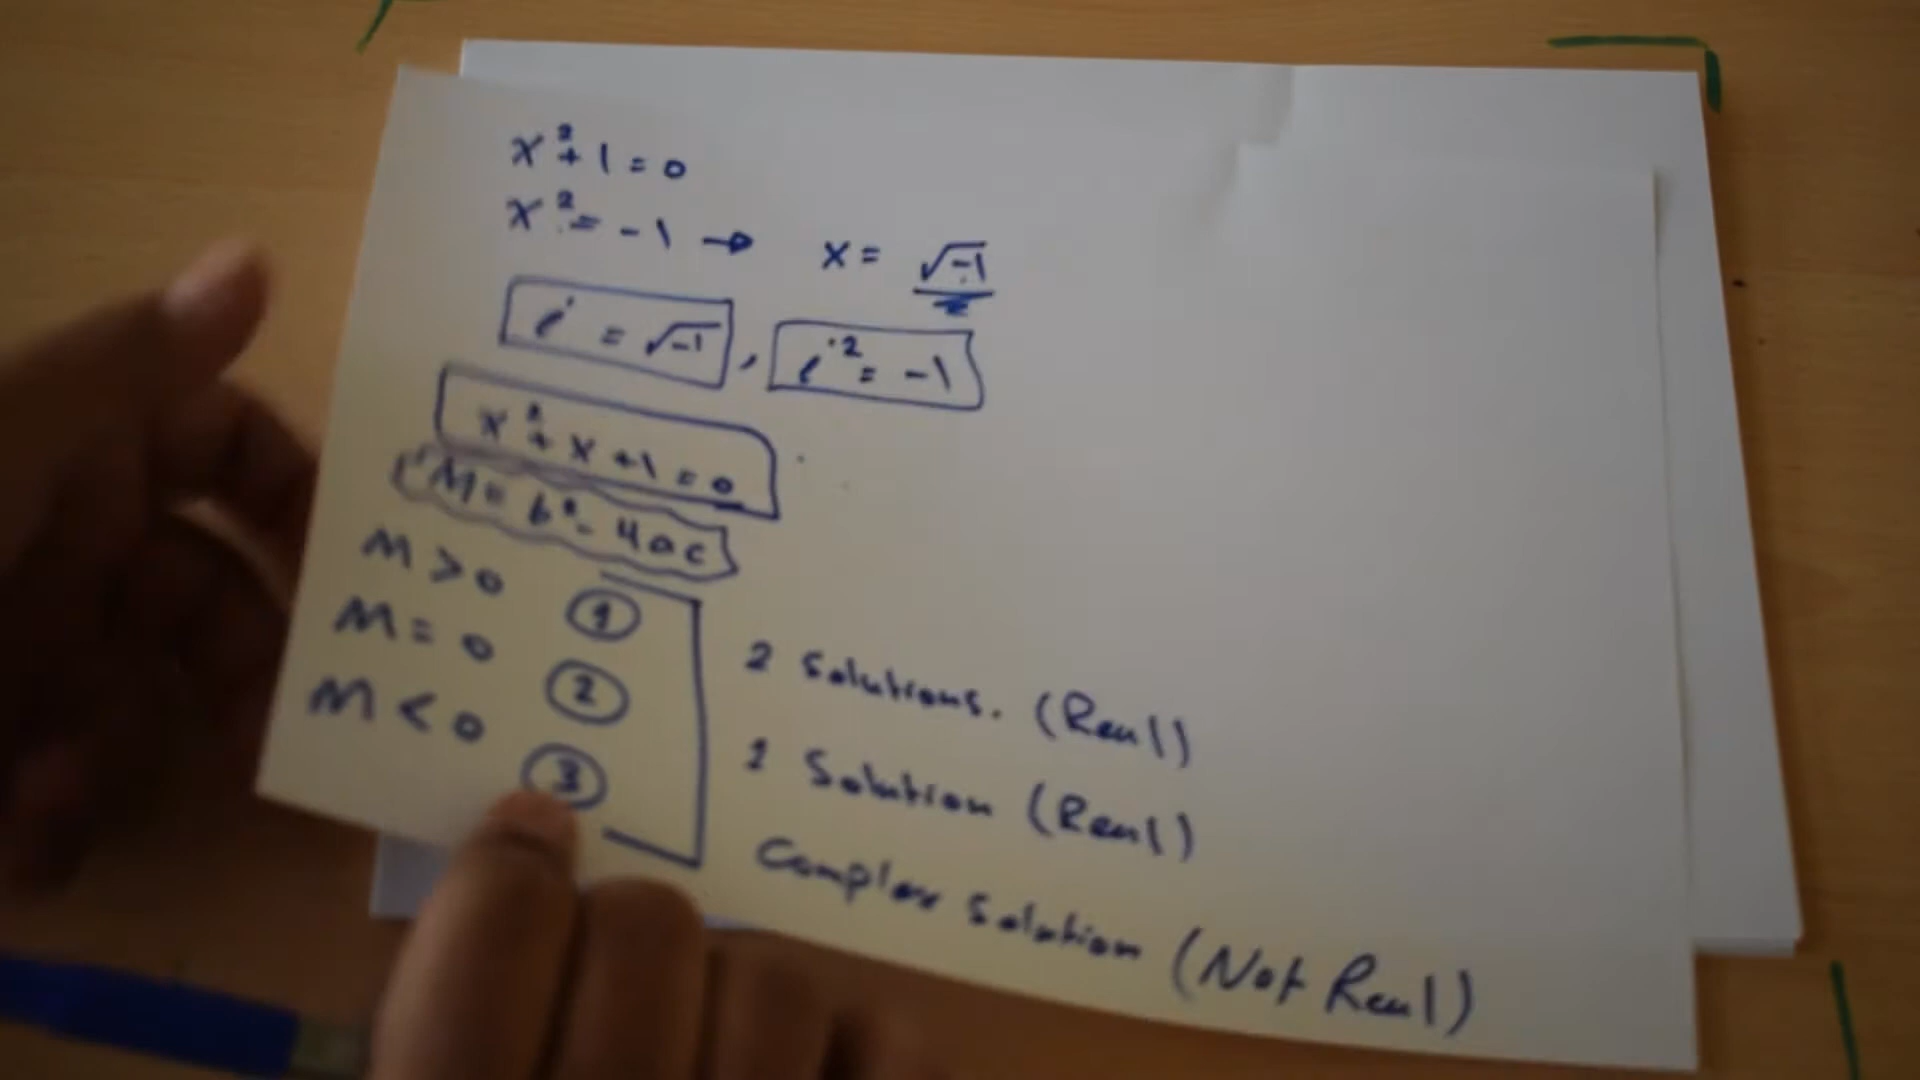 x² + 1 = 0
x² = -1 → x = √-1
i = √-1 , i² = -1
x² + x + 1 = 0
M = b² - 4ac
M > 0 ① 2 Solutions. (Real)
M = 0 ② 1 Solution (Real)
M < 0 ③ Complex Solution (Not Real)